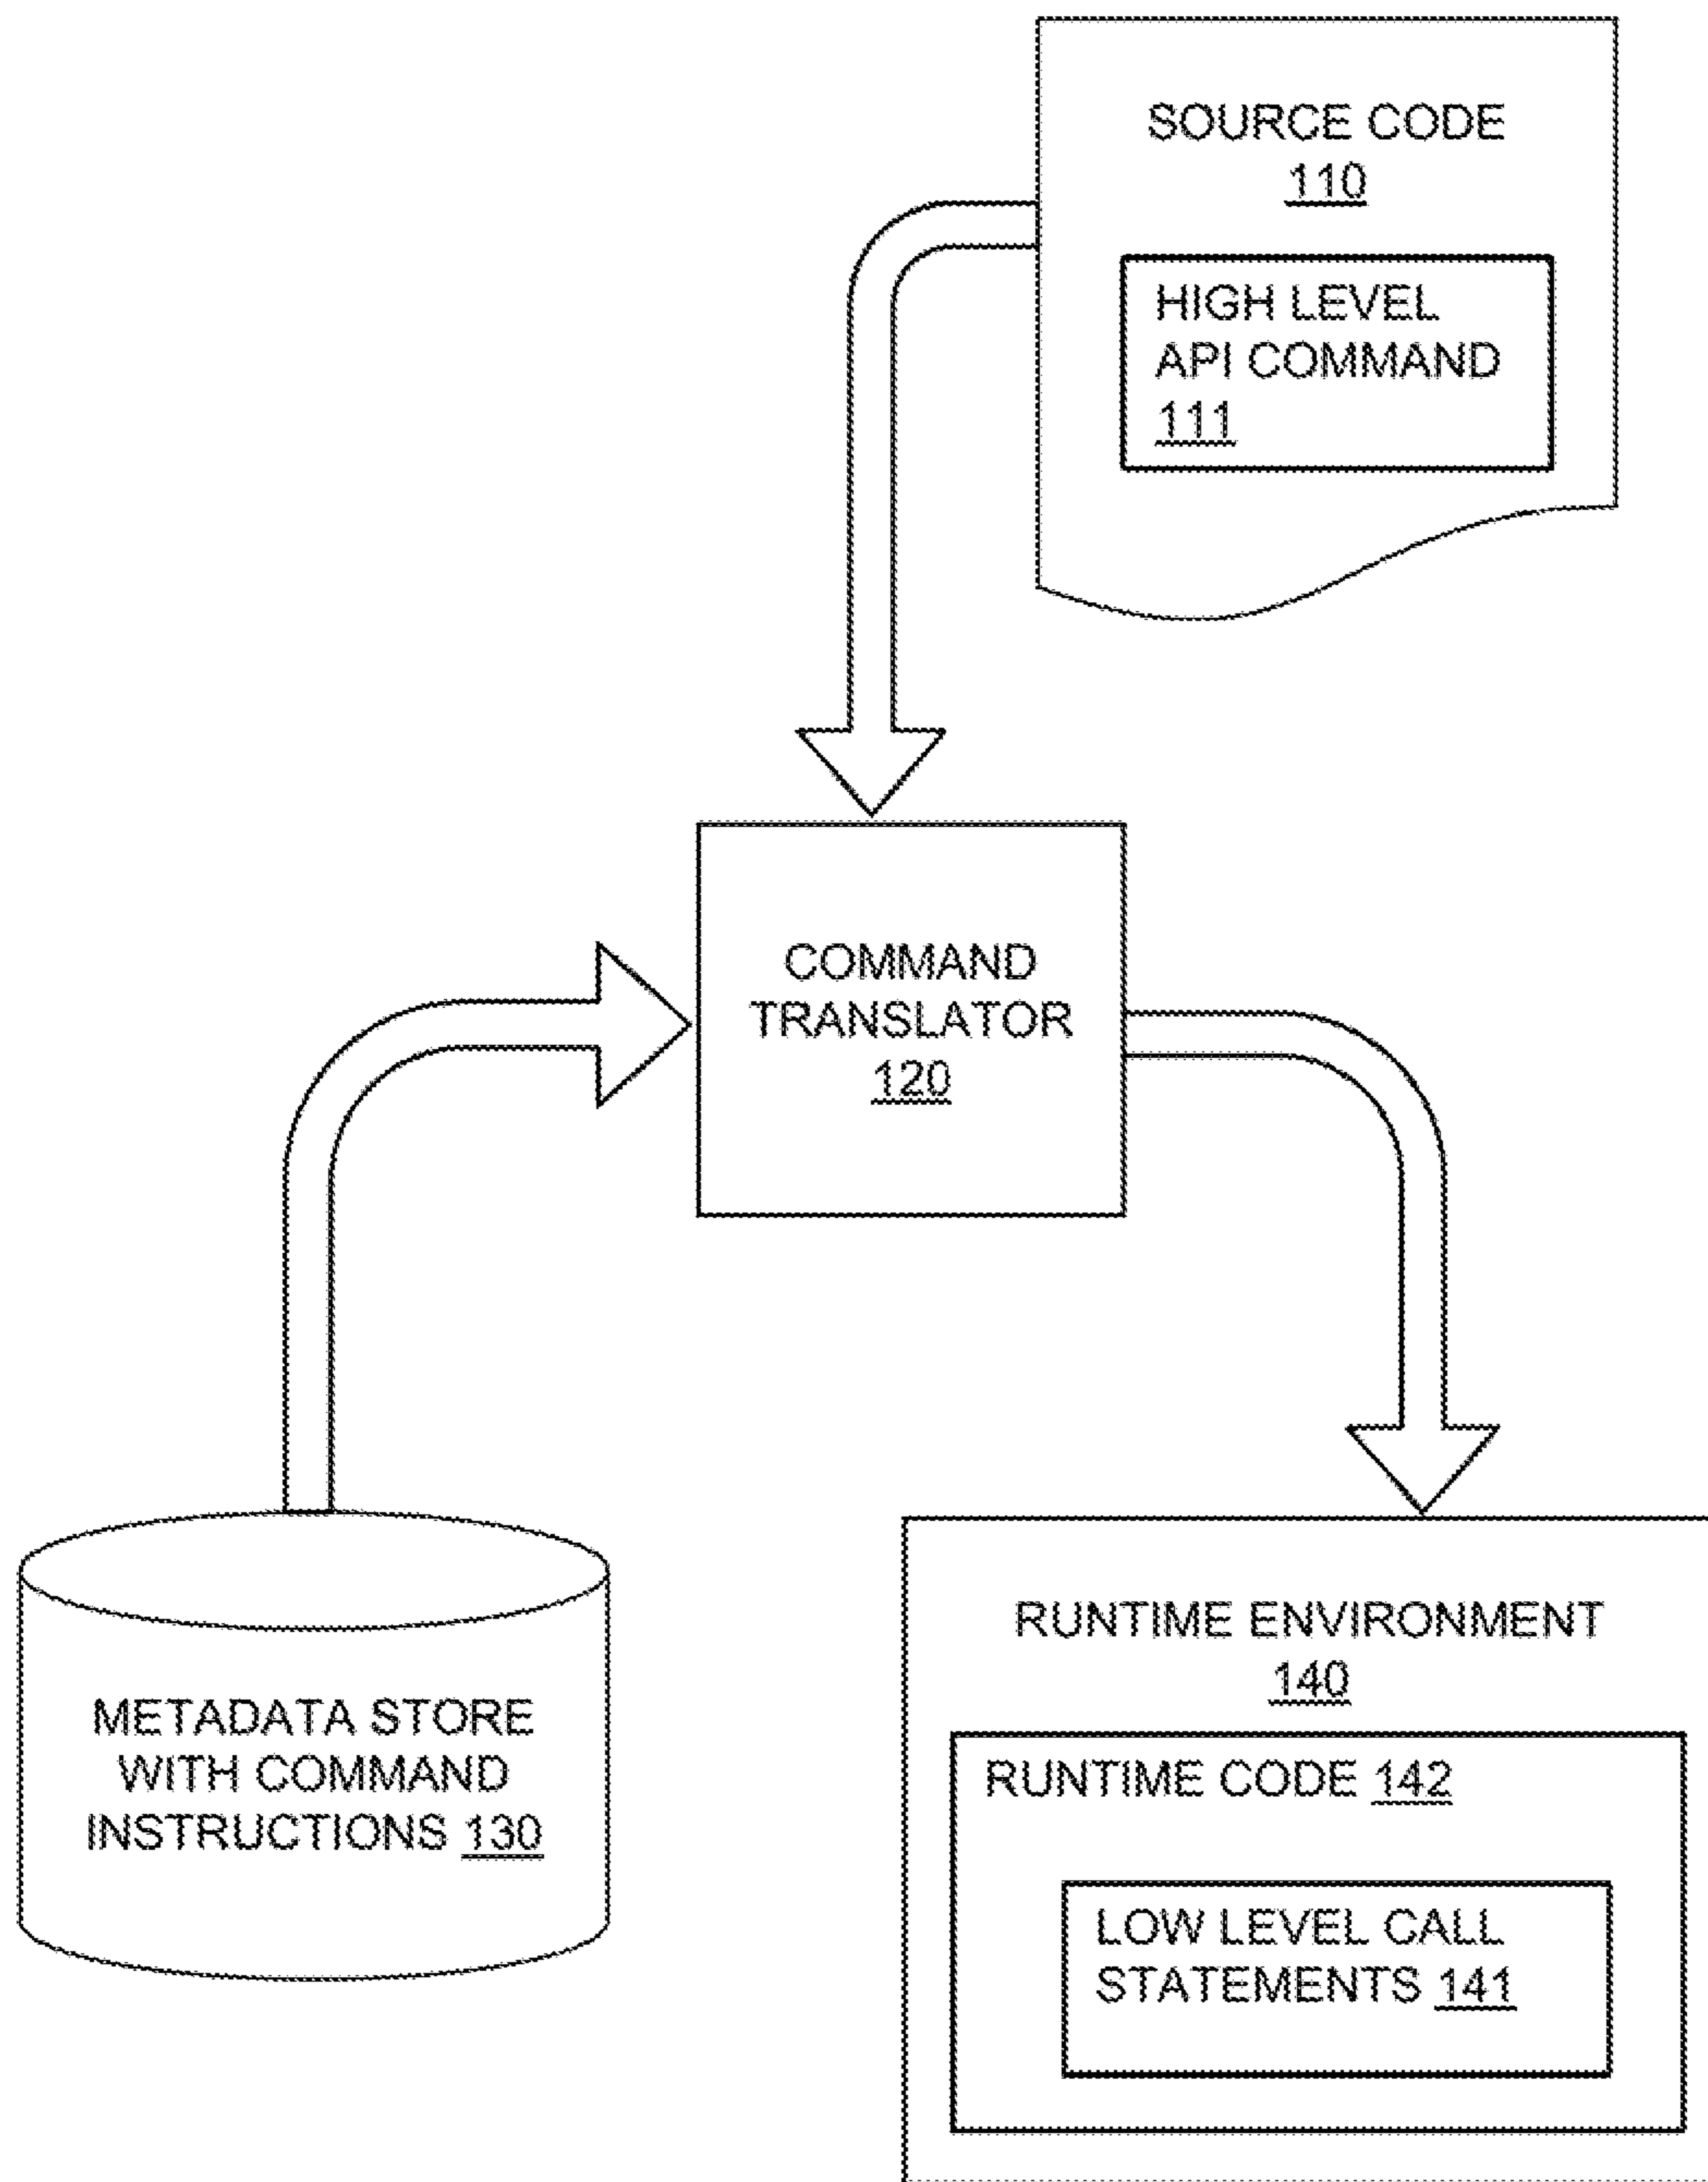 SOURCE CODE
110
HIGH LEVEL
API COMMAND
111
COMMAND
TRANSLATOR
120
METADATA STORE
WITH COMMAND
INSTRUCTIONS 130
RUNTIME ENVIRONMENT
140
RUNTIME CODE 142
LOW LEVEL CALL
STATEMENTS 141